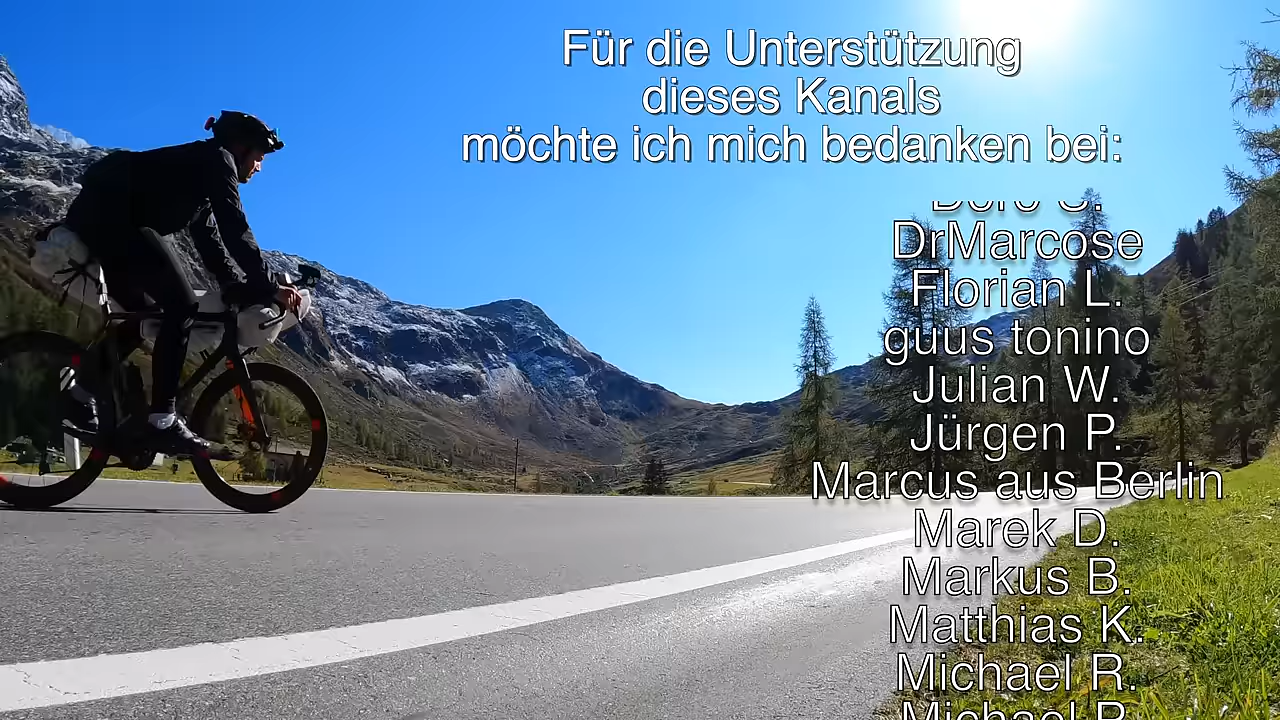 Für die Unterstützung
dieses Kanals
möchte ich mich bedanken bei:
DrMarcose
Florian L.
guus tonino
Julian W.
Jürgen P.
Marcus aus Berlin
Marek D.
Markus B.
Matthias K.
Michael R.